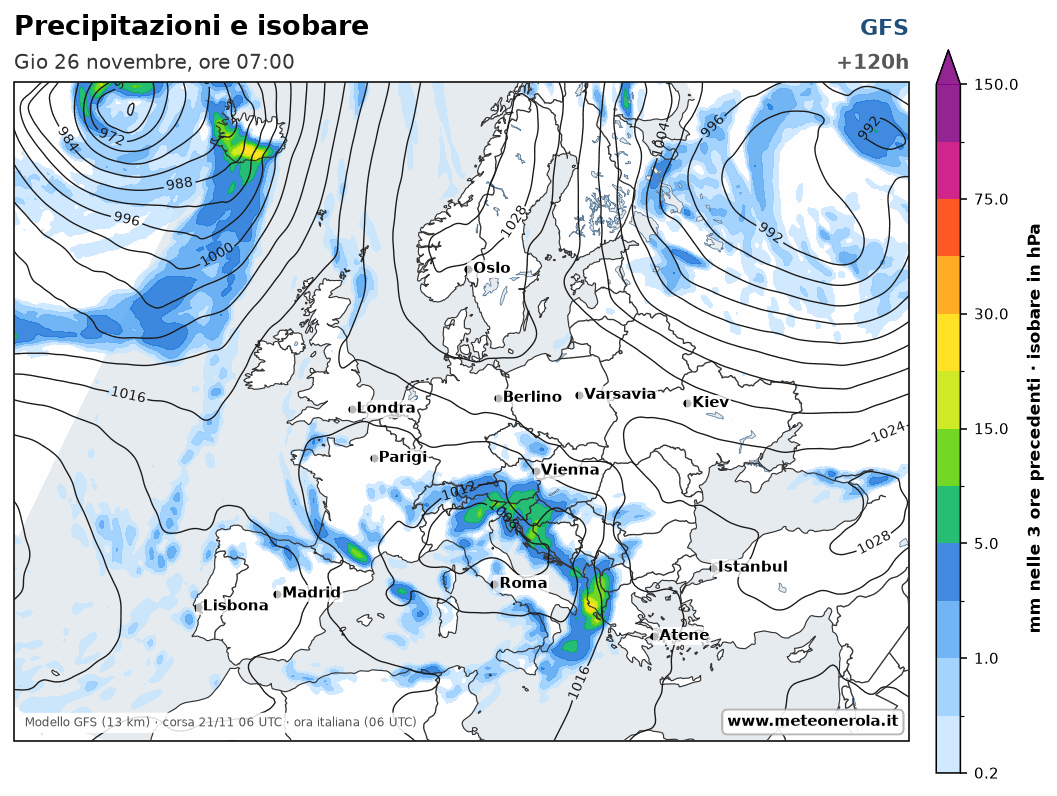 Precipitazioni e isobare
GFS
Gio 26 novembre, ore 07:00
+120h
150.0
75.0
30.0
15.0
5.0
1.0
0.2
mm nelle 3 ore precedenti · isobare in hPa
984
972
988
996
1000
1016
1028
1004
996
992
992
1024
1028
1012
1008
1016
Oslo
Londra
Berlino
Varsavia
Kiev
Parigi
Vienna
Istanbul
Roma
Madrid
Lisbona
Atene
Modello GFS (13 km) · corsa 21/11 06 UTC · ora italiana (06 UTC)
www.meteonerola.it